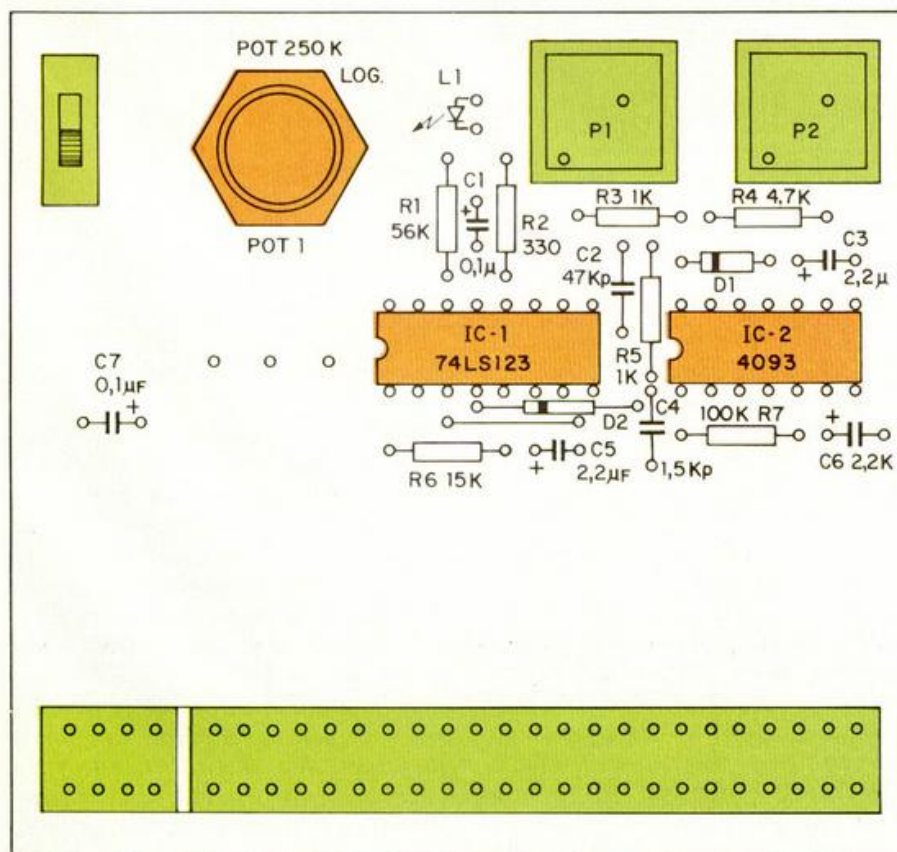 POT 250 K
LOG.
POT 1
L1
P1
P2
R1
56K
C1
+
0,1µ
R2
330
R3 1K
R4 4,7K
C2
47Kp
D1
C3
+
2,2µ
IC-1
74LS123
R5
1K
IC-2
4093
C7
0,1µF
+
D2
C4
1,5Kp
100K R7
+
C6 2,2K
R6 15K
+
C5
2,2µF